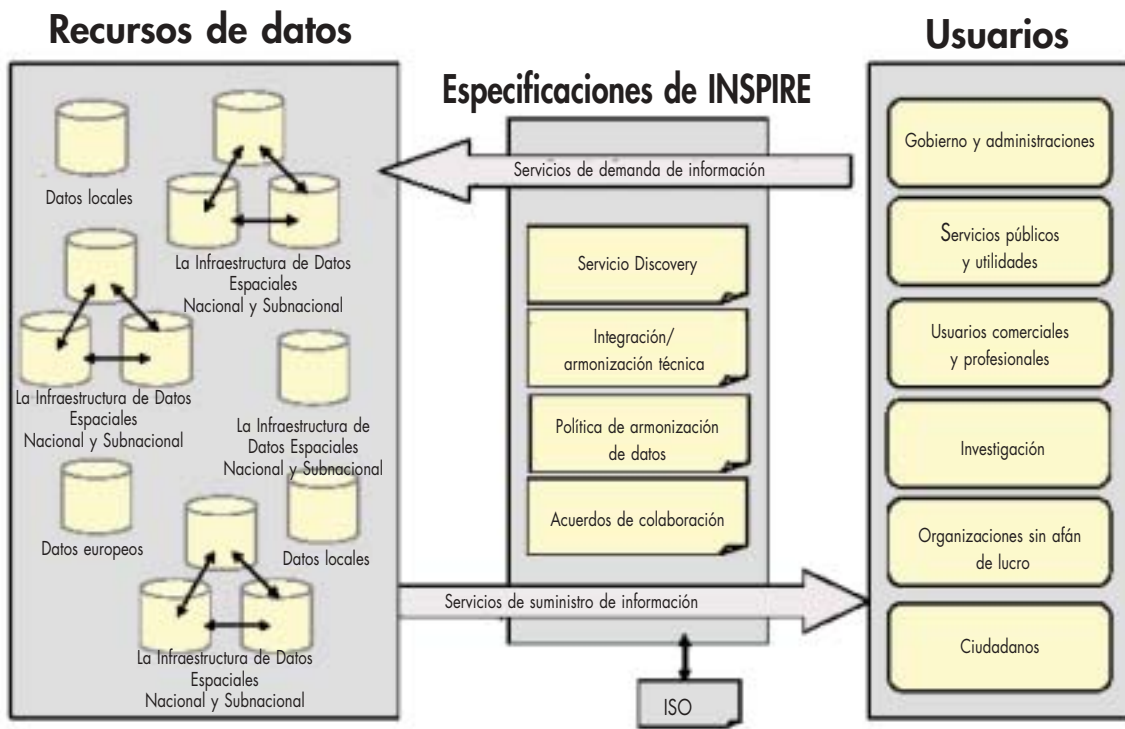 Recursos de datos
Datos locales
La Infraestructura de Datos
Espaciales
Nacional y Subnacional
La Infraestructura de Datos
Espaciales
Nacional y Subnacional
La Infraestructura de
Datos Espaciales
Nacional y Subnacional
Datos europeos
Datos locales
La Infraestructura de Datos
Espaciales
Nacional y Subnacional
Especificaciones de INSPIRE
Servicios de demanda de información
Servicio Discovery
Integración/
armonización técnica
Política de armonización
de datos
Acuerdos de colaboración
Servicios de suministro de información
ISO
Usuarios
Gobierno y administraciones
Servicios públicos
y utilidades
Usuarios comerciales
y profesionales
Investigación
Organizaciones sin afán
de lucro
Ciudadanos